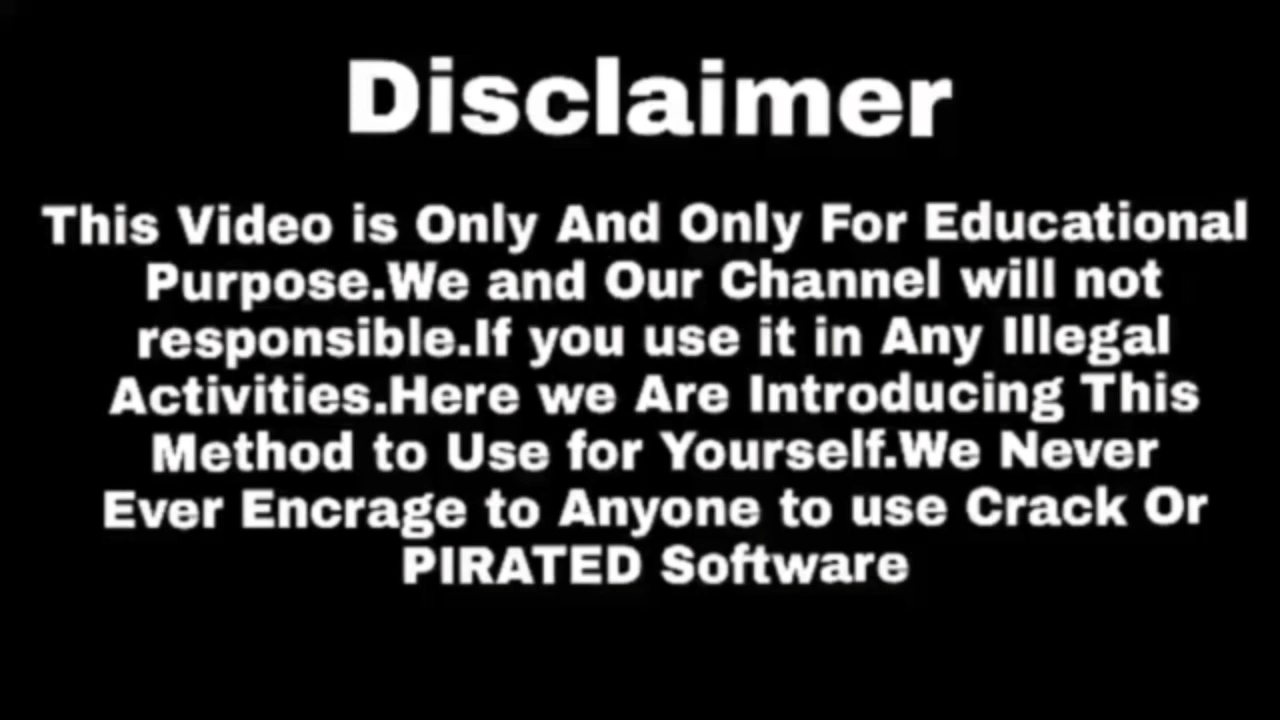 Disclaimer
This Video is Only And Only For Educational
Purpose.We and Our Channel will not
responsible.If you use it in Any Illegal
Activities.Here we Are Introducing This
Method to Use for Yourself.We Never
Ever Encrage to Anyone to use Crack Or
PIRATED Software